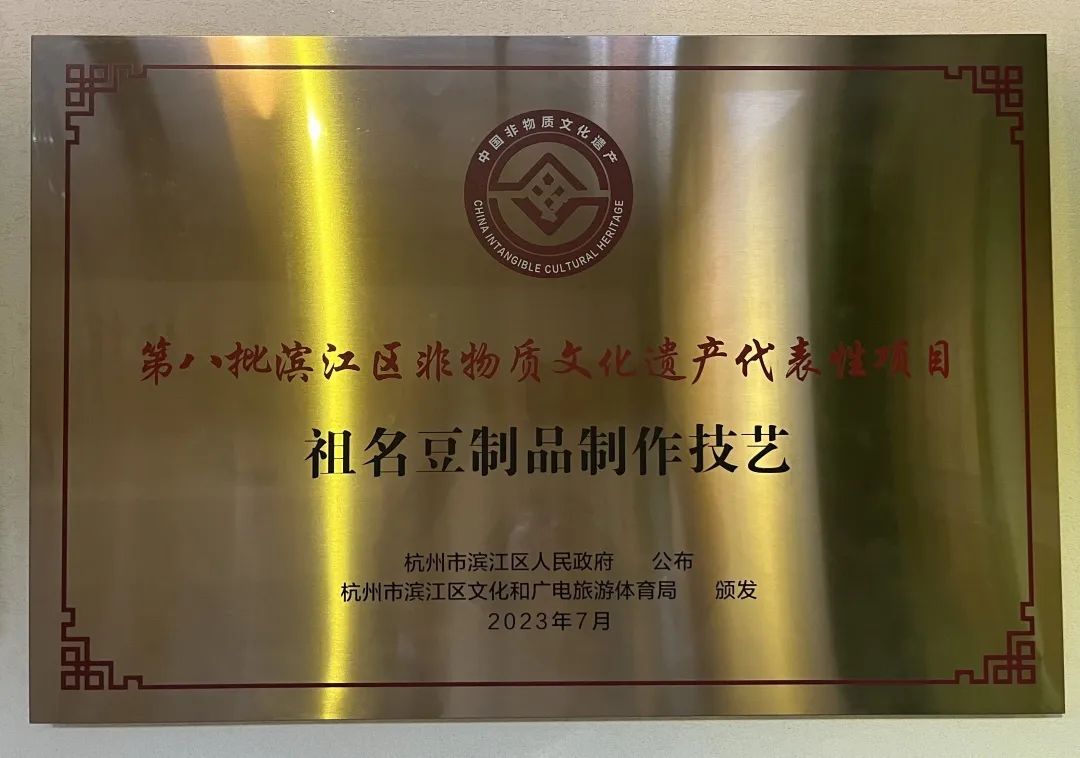 中国非物质文化遗产
CHINA INTANGIBLE CULTURAL HERITAGE
第八批滨江区非物质文化遗产代表性项目
祖名豆制品制作技艺
杭州市滨江区人民政府 公布
杭州市滨江区文化和广电旅游体育局 颁发
2023年7月